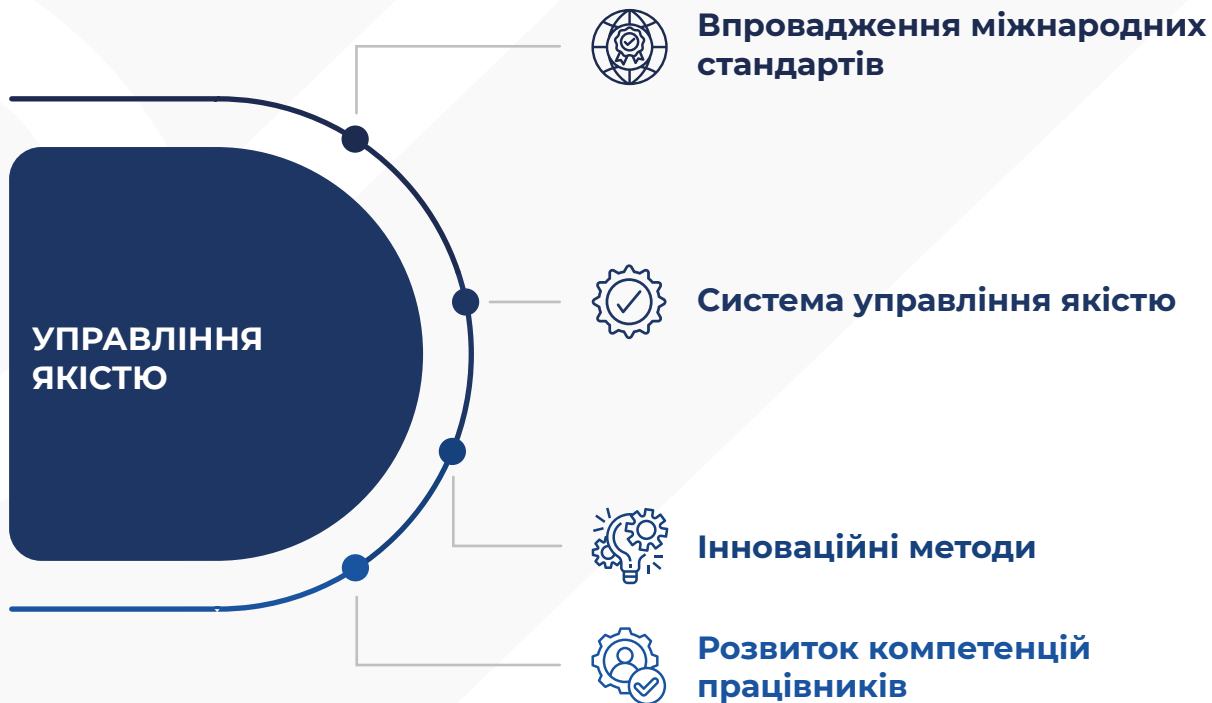 Впровадження міжнародних
стандартів
Система управління якістю
УПРАВЛІННЯ
ЯКІСТЮ
Інноваційні методи
Розвиток компетенцій
працівників